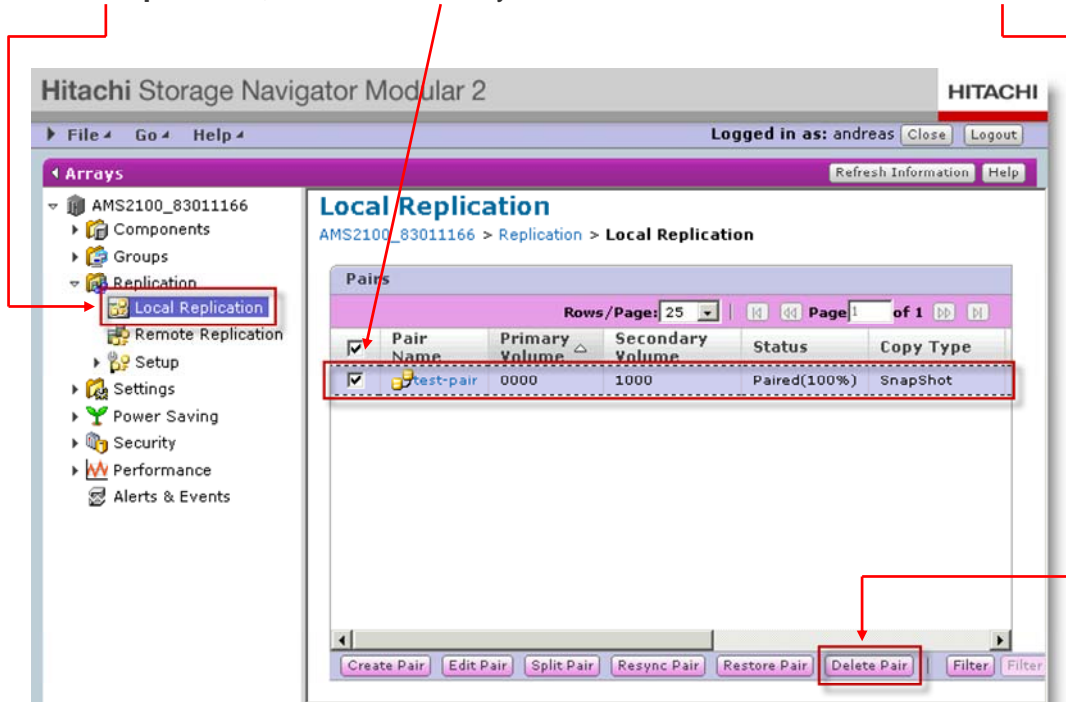 Hitachi Storage Navigator Modular 2
HITACHI
File Go Help
Logged in as: andreas Close Logout
Arrays
Refresh Information Help
AMS2100_83011166
Components
Groups
Replication
Local Replication
Remote Replication
Setup
Settings
Power Saving
Security
Performance
Alerts & Events
Local Replication
AMS2100_83011166 > Replication > Local Replication
Pairs
Rows/Page: 25 Page 1 of 1
Pair Name Primary Volume Secondary Volume Status Copy Type
test-pair 0000 1000 Paired(100%) SnapShot
Create Pair Edit Pair Split Pair Resync Pair Restore Pair Delete Pair Filter Filter